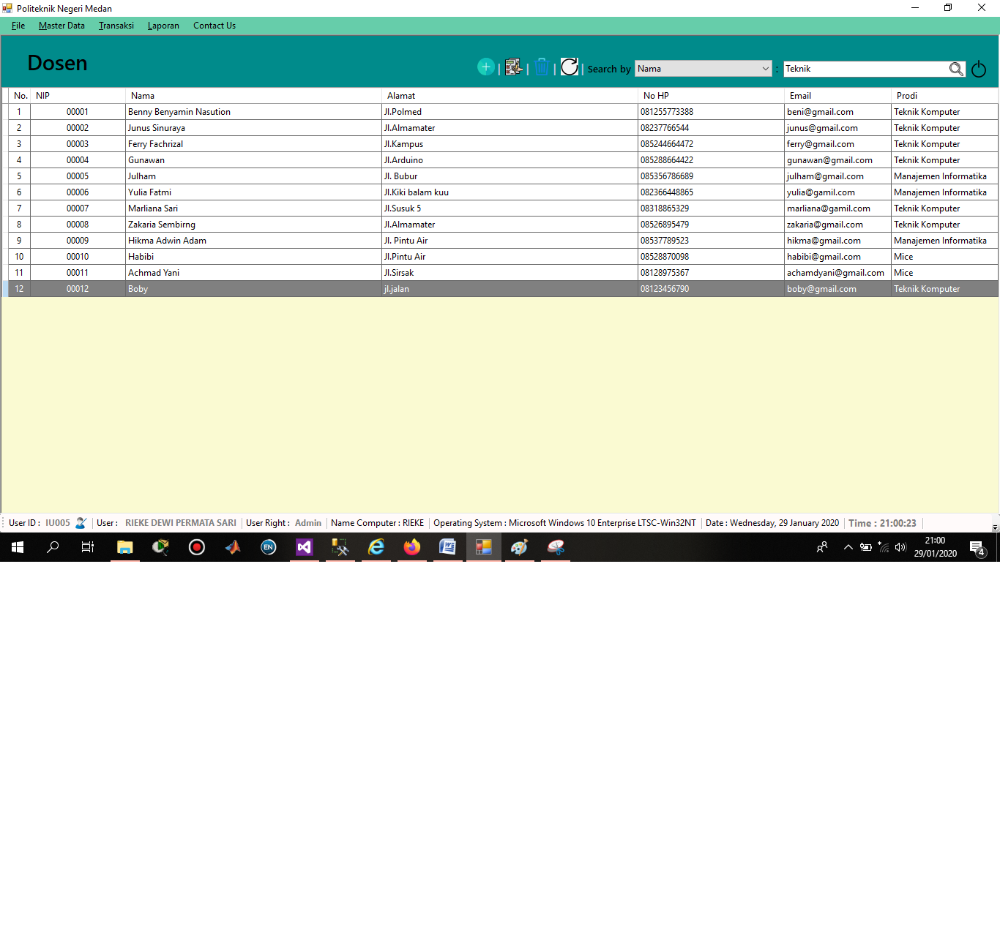 Politeknik Negeri Medan
File Master Data Transaksi Laporan Contact Us
Dosen | | | | Search by Nama : Teknik
No. NIP Nama Alamat No HP Email Prodi
1 00001 Benny Benyamin Nasution Jl.Polmed 081255773388 beni@gmail.com Teknik Komputer
2 00002 Junus Sinuraya Jl.Almamater 08237766544 junus@gmail.com Teknik Komputer
3 00003 Ferry Fachrizal Jl.Kampus 085244664472 ferry@gmail.com Teknik Komputer
4 00004 Gunawan Jl.Arduino 085288664422 gunawan@gmail.com Teknik Komputer
5 00005 Julham Jl. Bubur 085356786689 julham@gmail.com Manajemen Informatika
6 00006 Yulia Fatmi Jl.Kiki balam kuu 082366448865 yulia@gamil.com Manajemen Informatika
7 00007 Marliana Sari Jl.Susuk 5 08318865329 marliana@gamil.com Teknik Komputer
8 00008 Zakaria Sembirng Jl.Almamater 08526895479 zakaria@gmail.com Teknik Komputer
9 00009 Hikma Adwin Adam Jl. Pintu Air 08537789523 hikma@gmail.com Manajemen Informatika
10 00010 Habibi Jl.Pintu Air 08528870098 habibi@gmail.com Mice
11 00011 Achmad Yani Jl.Sirsak 08128975367 achamdyani@gmail.com Mice
12 00012 Boby jl.jalan 08123456790 boby@gmail.com Teknik Komputer
User ID : IU005 User : RIEKE DEWI PERMATA SARI User Right : Admin Name Computer : RIEKE Operating System : Microsoft Windows 10 Enterprise LTSC-Win32NT Date : Wednesday, 29 January 2020 Time : 21:00:23
EN 21:00
29/01/2020 4